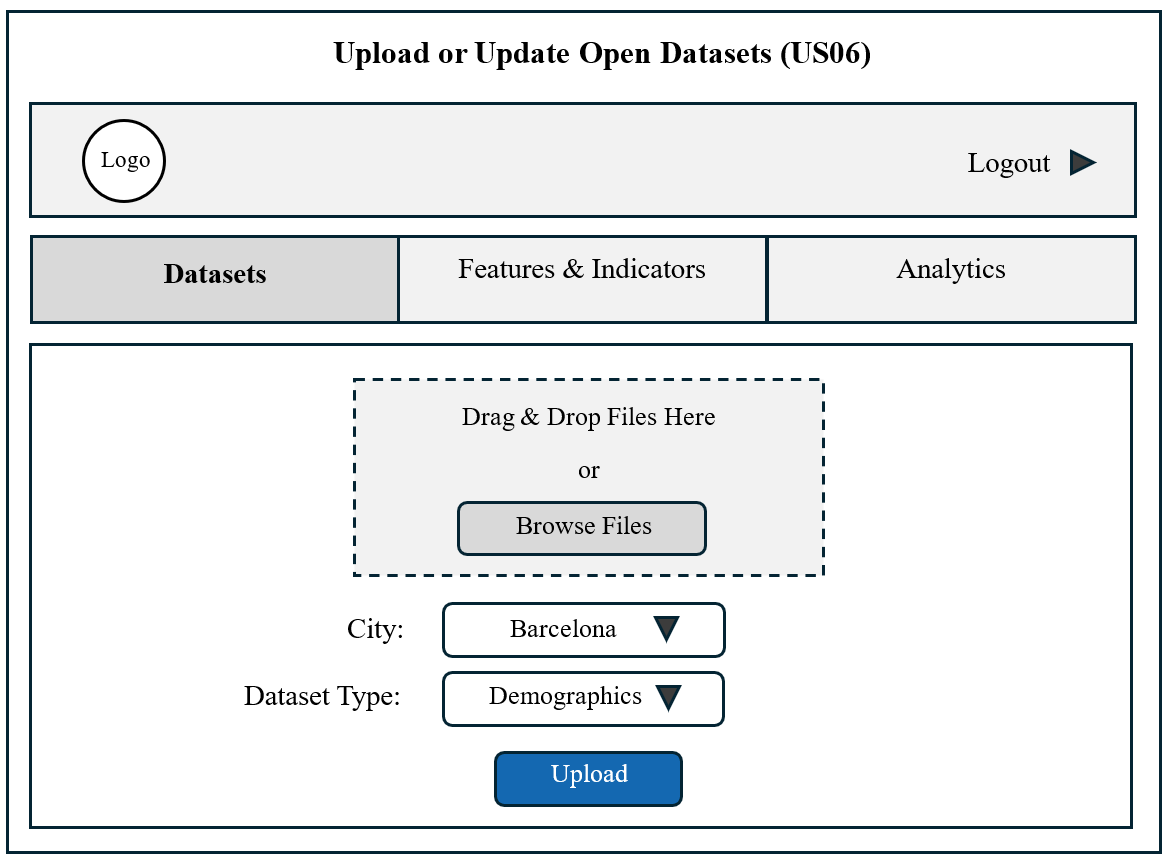 Upload or Update Open Datasets (US06)
Logo
Logout
Datasets
Features & Indicators
Analytics
Drag & Drop Files Here
or
Browse Files
City:
Barcelona
Dataset Type:
Demographics
Upload